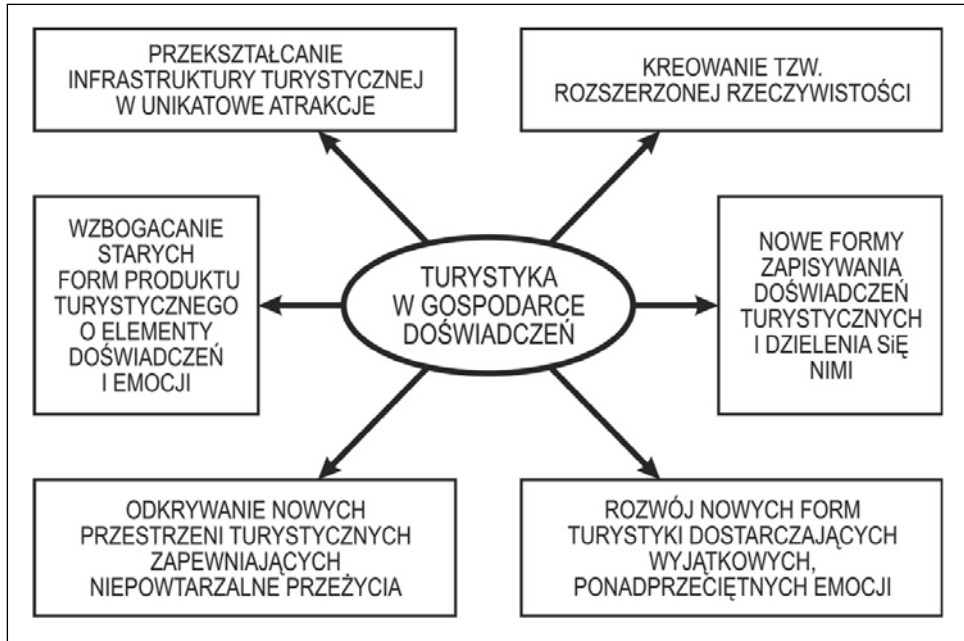 PRZEKSZTAŁCANIE
INFRASTRUKTURY TURYSTYCZNEJ
W UNIKATOWE ATRAKCJE
KREOWANIE TZW.
ROZSZERZONEJ RZECZYWISTOŚCI
WZBOGACANIE
STARYCH
FORM PRODUKTU
TURYSTYCZNEGO
O ELEMENTY
DOŚWIADCZEŃ
I EMOCJI
TURYSTYKA
W GOSPODARCE
DOŚWIADCZEŃ
NOWE FORMY
ZAPISYWANIA
DOŚWIADCZEŃ
TURYSTYCZNYCH
I DZIELENIA SiĘ
NIMI
ODKRYWANIE NOWYCH
PRZESTRZENI TURYSTYCZNYCH
ZAPEWNIAJĄCYCH
NIEPOWTARZALNE PRZEŻYCIA
ROZWÓJ NOWYCH FORM
TURYSTYKI DOSTARCZAJĄCYCH
WYJĄTKOWYCH,
PONADPRZECIĘTNYCH EMOCJI